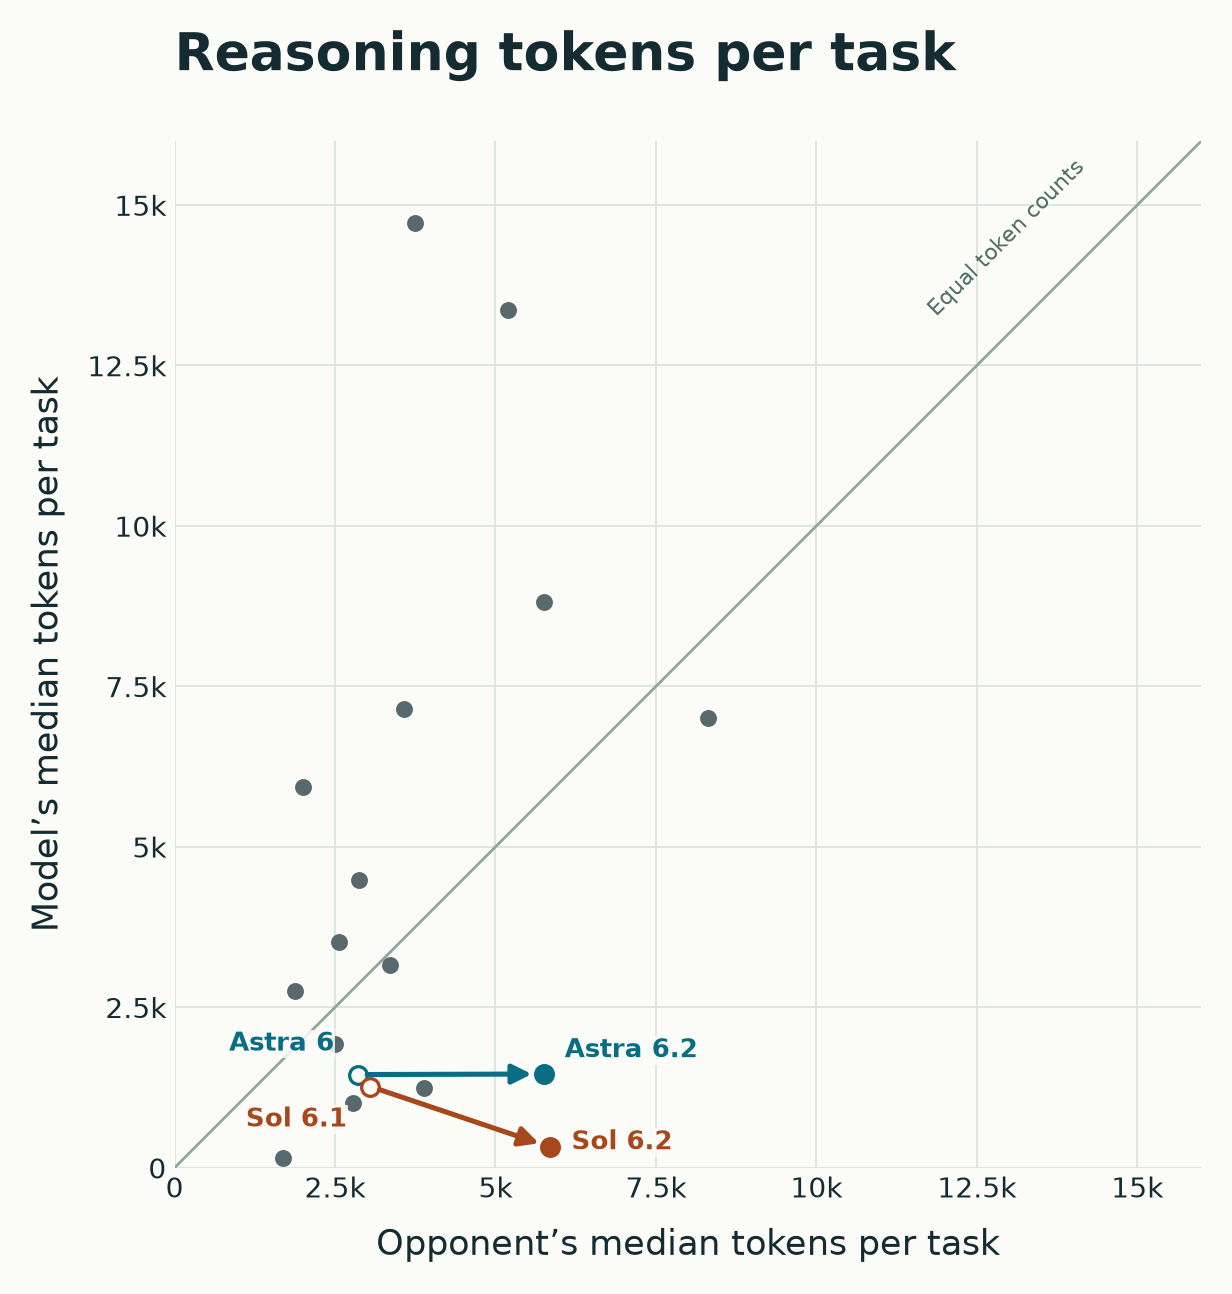 Reasoning tokens per task
Equal token counts
Model’s median tokens per task
15k
12.5k
10k
7.5k
5k
2.5k
0
Astra 6
Astra 6.2
Sol 6.1
Sol 6.2
0
2.5k
5k
7.5k
10k
12.5k
15k
Opponent’s median tokens per task